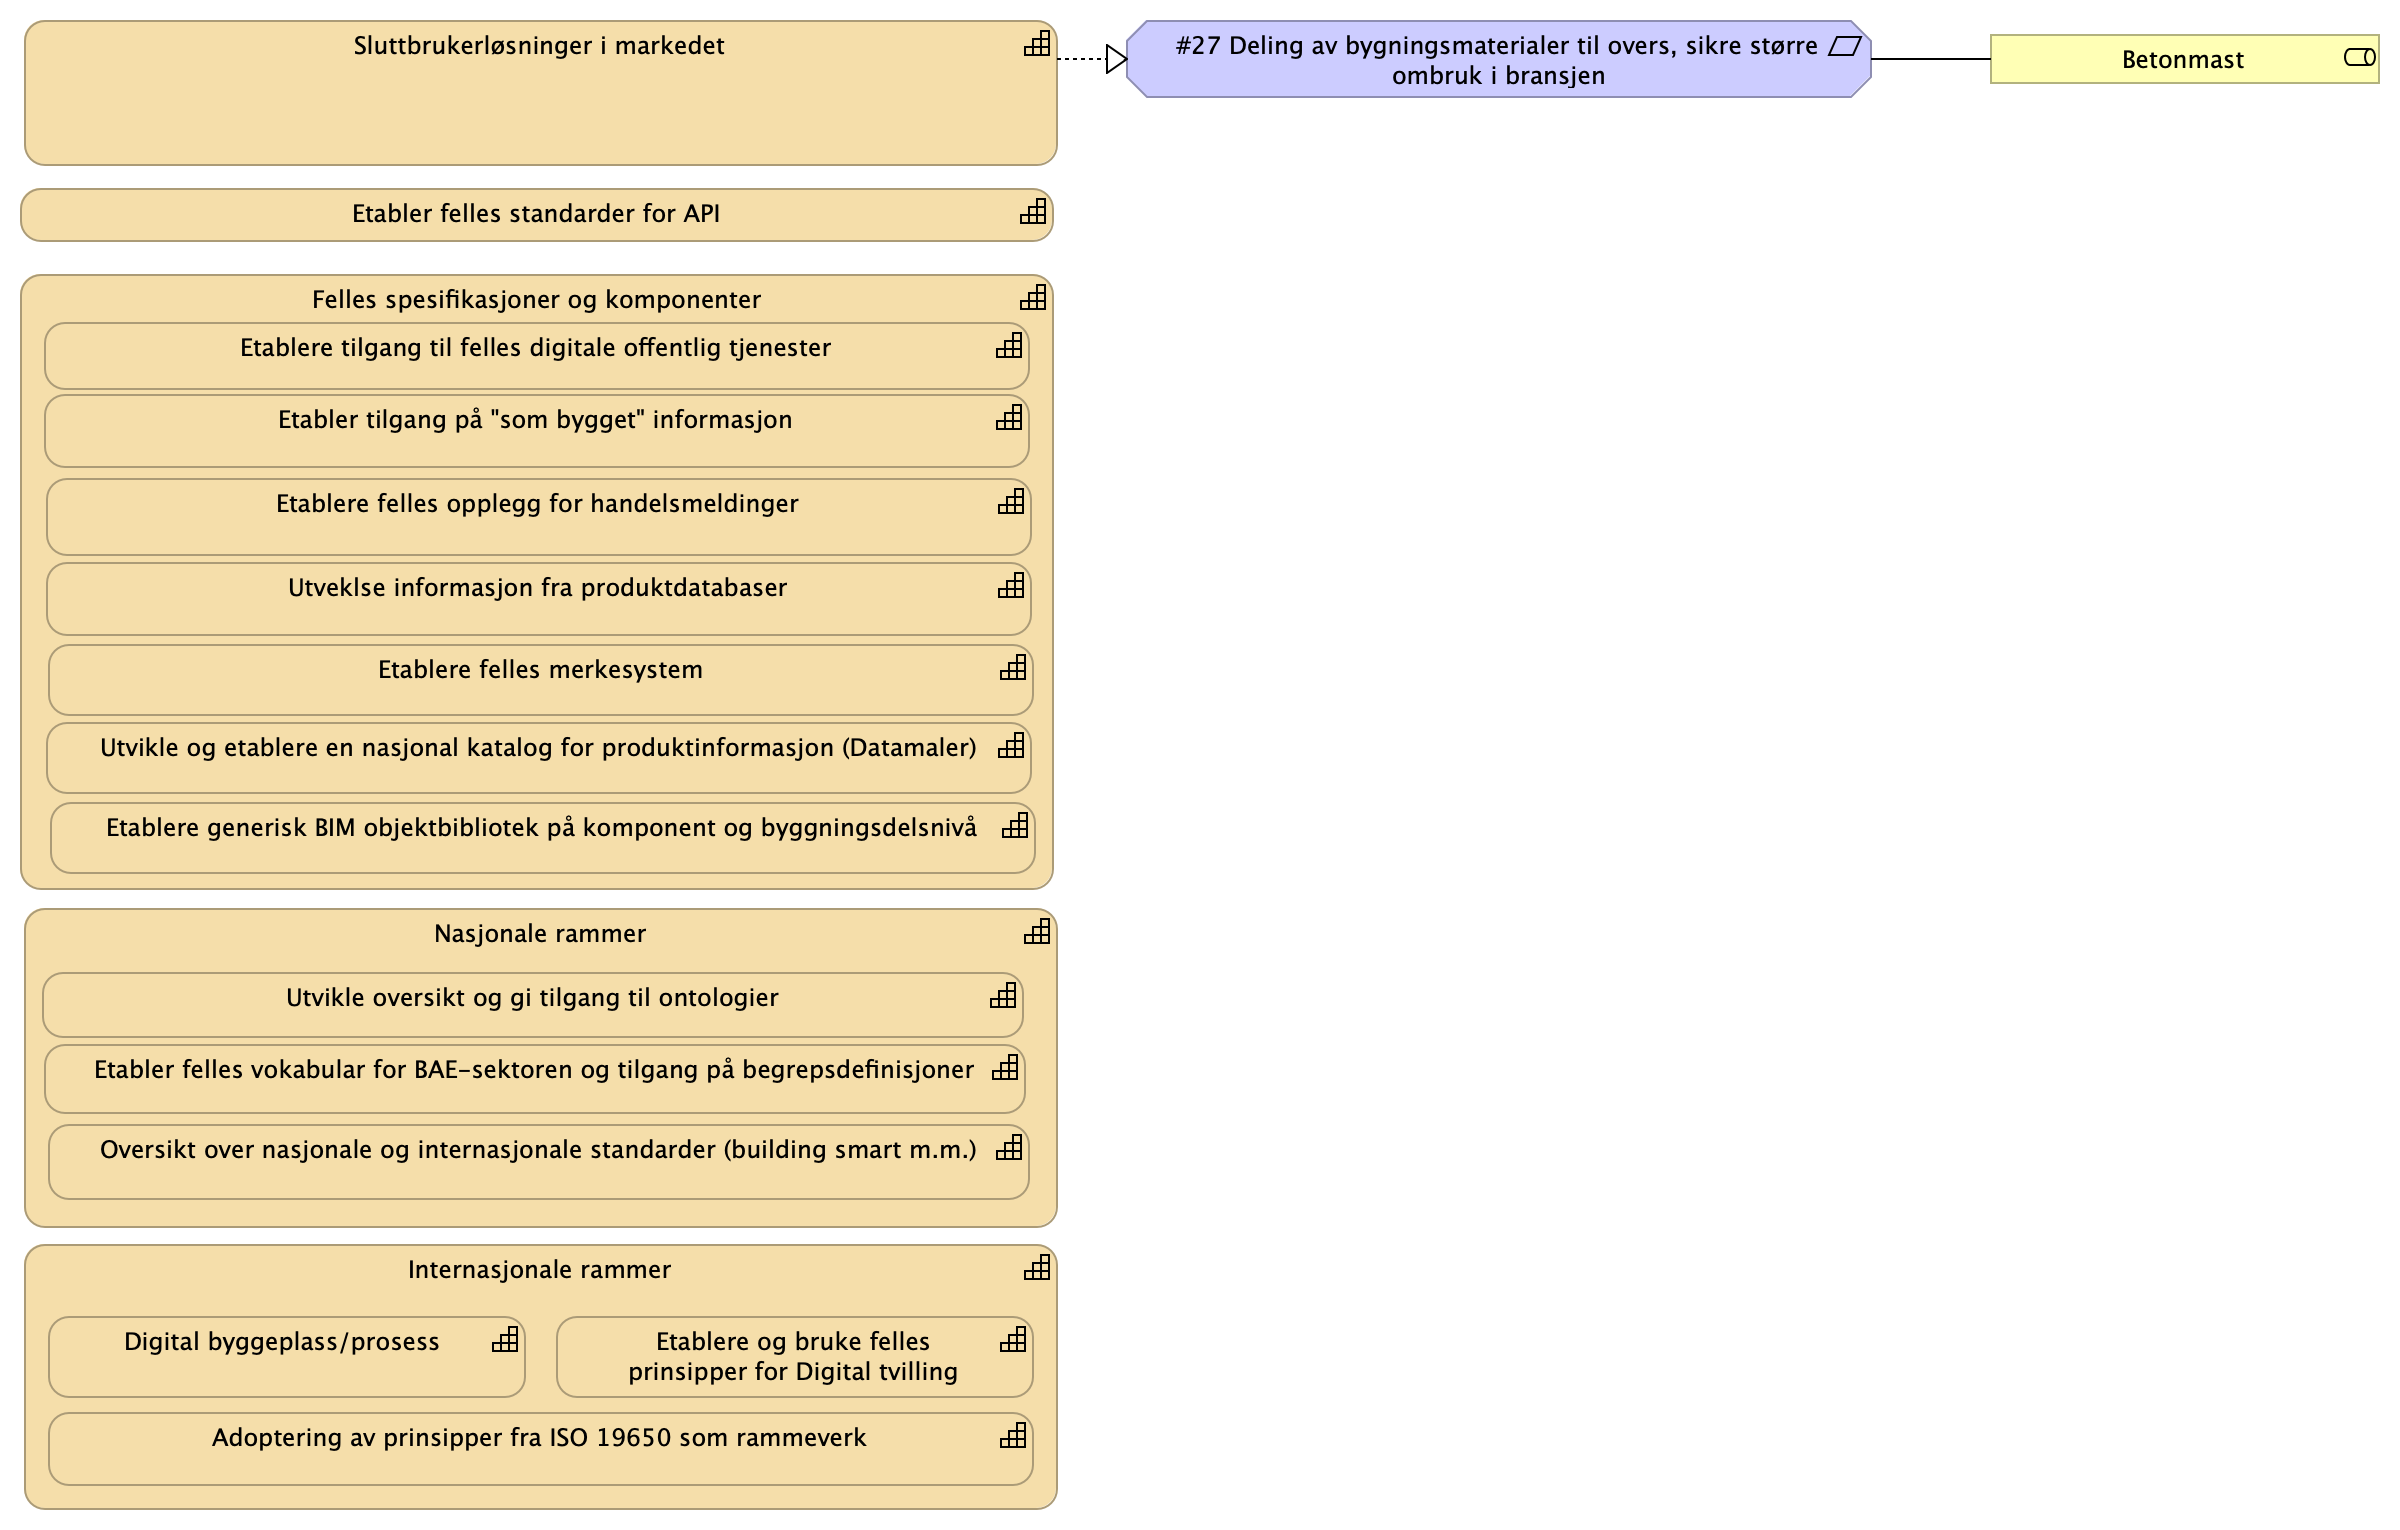 Sluttbrukerløsninger i markedet
#27 Deling av bygningsmaterialer til overs, sikre større
ombruk i bransjen
Betonmast
Etabler felles standarder for API
Felles spesifikasjoner og komponenter
Etablere tilgang til felles digitale offentlig tjenester
Etabler tilgang på "som bygget" informasjon
Etablere felles opplegg for handelsmeldinger
Utveklse informasjon fra produktdatabaser
Etablere felles merkesystem
Utvikle og etablere en nasjonal katalog for produktinformasjon (Datamaler)
Etablere generisk BIM objektbibliotek på komponent og byggningsdelsnivå
Nasjonale rammer
Utvikle oversikt og gi tilgang til ontologier
Etabler felles vokabular for BAE-sektoren og tilgang på begrepsdefinisjoner
Oversikt over nasjonale og internasjonale standarder (building smart m.m.)
Internasjonale rammer
Digital byggeplass/prosess
Etablere og bruke felles
prinsipper for Digital tvilling
Adoptering av prinsipper fra ISO 19650 som rammeverk